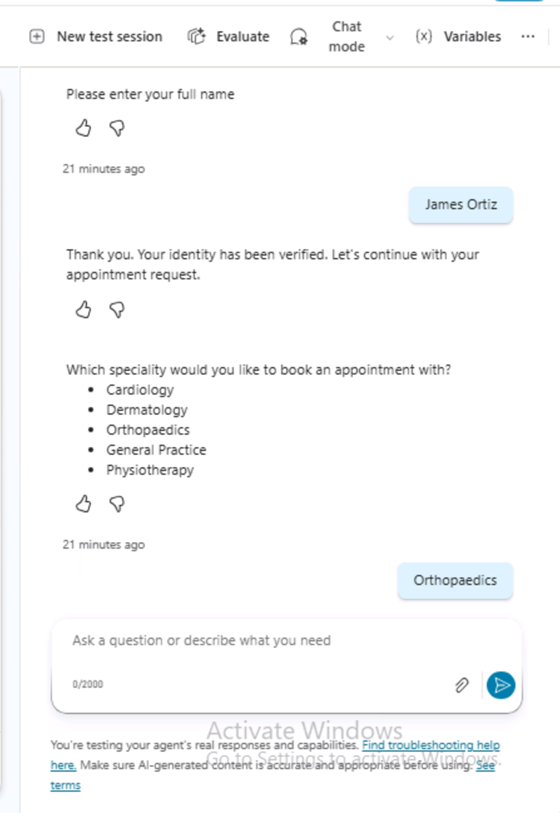 New test session
Evaluate
Chat
mode
(x) Variables
...
Please enter your full name
21 minutes ago
James Ortiz
Thank you. Your identity has been verified. Let's continue with your
appointment request.
Which speciality would you like to book an appointment with?
• Cardiology
• Dermatology
• Orthopaedics
• General Practice
• Physiotherapy
21 minutes ago
Orthopaedics
Ask a question or describe what you need
0/2000
Activate Windows
You're testing your agent's real responses and capabilities. Find troubleshooting help
Go to Settings to activate Windows.
here. Make sure AI-generated content is accurate and appropriate before using. See
terms